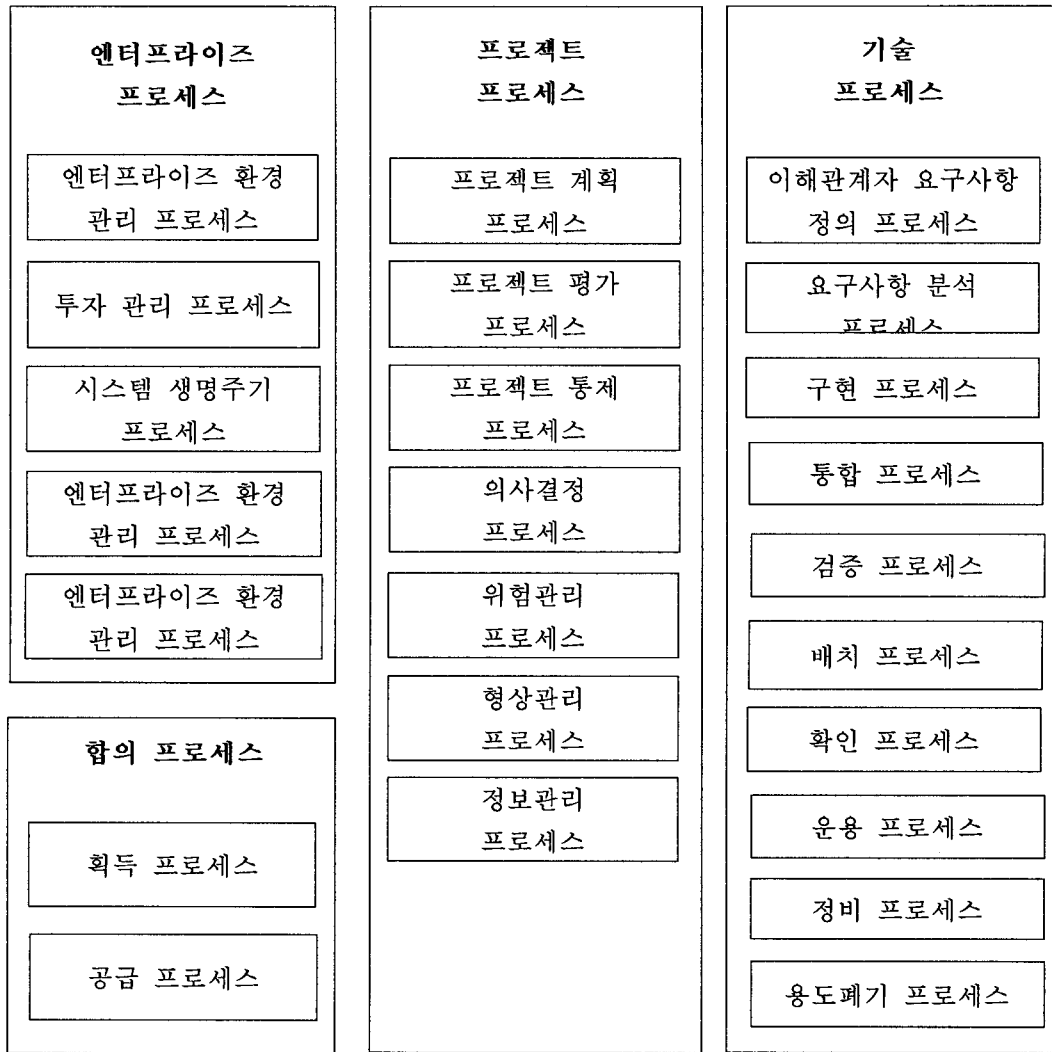 엔터프라이즈
프로세스
엔터프라이즈 환경
관리 프로세스
투자 관리 프로세스
시스템 생명주기
프로세스
엔터프라이즈 환경
관리 프로세스
엔터프라이즈 환경
관리 프로세스
합의 프로세스
획득 프로세스
공급 프로세스
프로젝트
프로세스
프로젝트 계획
프로세스
프로젝트 평가
프로세스
프로젝트 통제
프로세스
의사결정
프로세스
위험관리
프로세스
형상관리
프로세스
정보관리
프로세스
기술
프로세스
이해관계자 요구사항
정의 프로세스
요구사항 분석
프로세스
구현 프로세스
통합 프로세스
검증 프로세스
배치 프로세스
확인 프로세스
운용 프로세스
정비 프로세스
용도폐기 프로세스